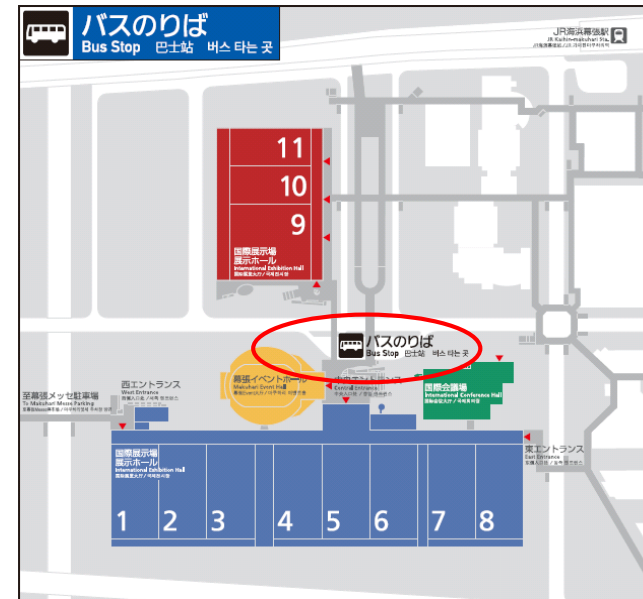 バスのりば
Bus Stop 巴士站 버스 타는 곳
JR海浜幕張駅
JR Kaihin-makuhari Sta.
11
10
9
国際展示場
展示ホール
International Exhibition Hall
バスのりば
Bus Stop 巴士站 버스 타는 곳
幕張イベントホール
Makuhari Event Hall
Central Entrance
国際会議場
International Conference Hall
西エントランス
West Entrance
至幕張メッセ駐車場
To Makuhari Messe Parking
東エントランス
East Entrance
国際展示場
展示ホール
International Exhibition Hall
1 2 3 4 5 6 7 8